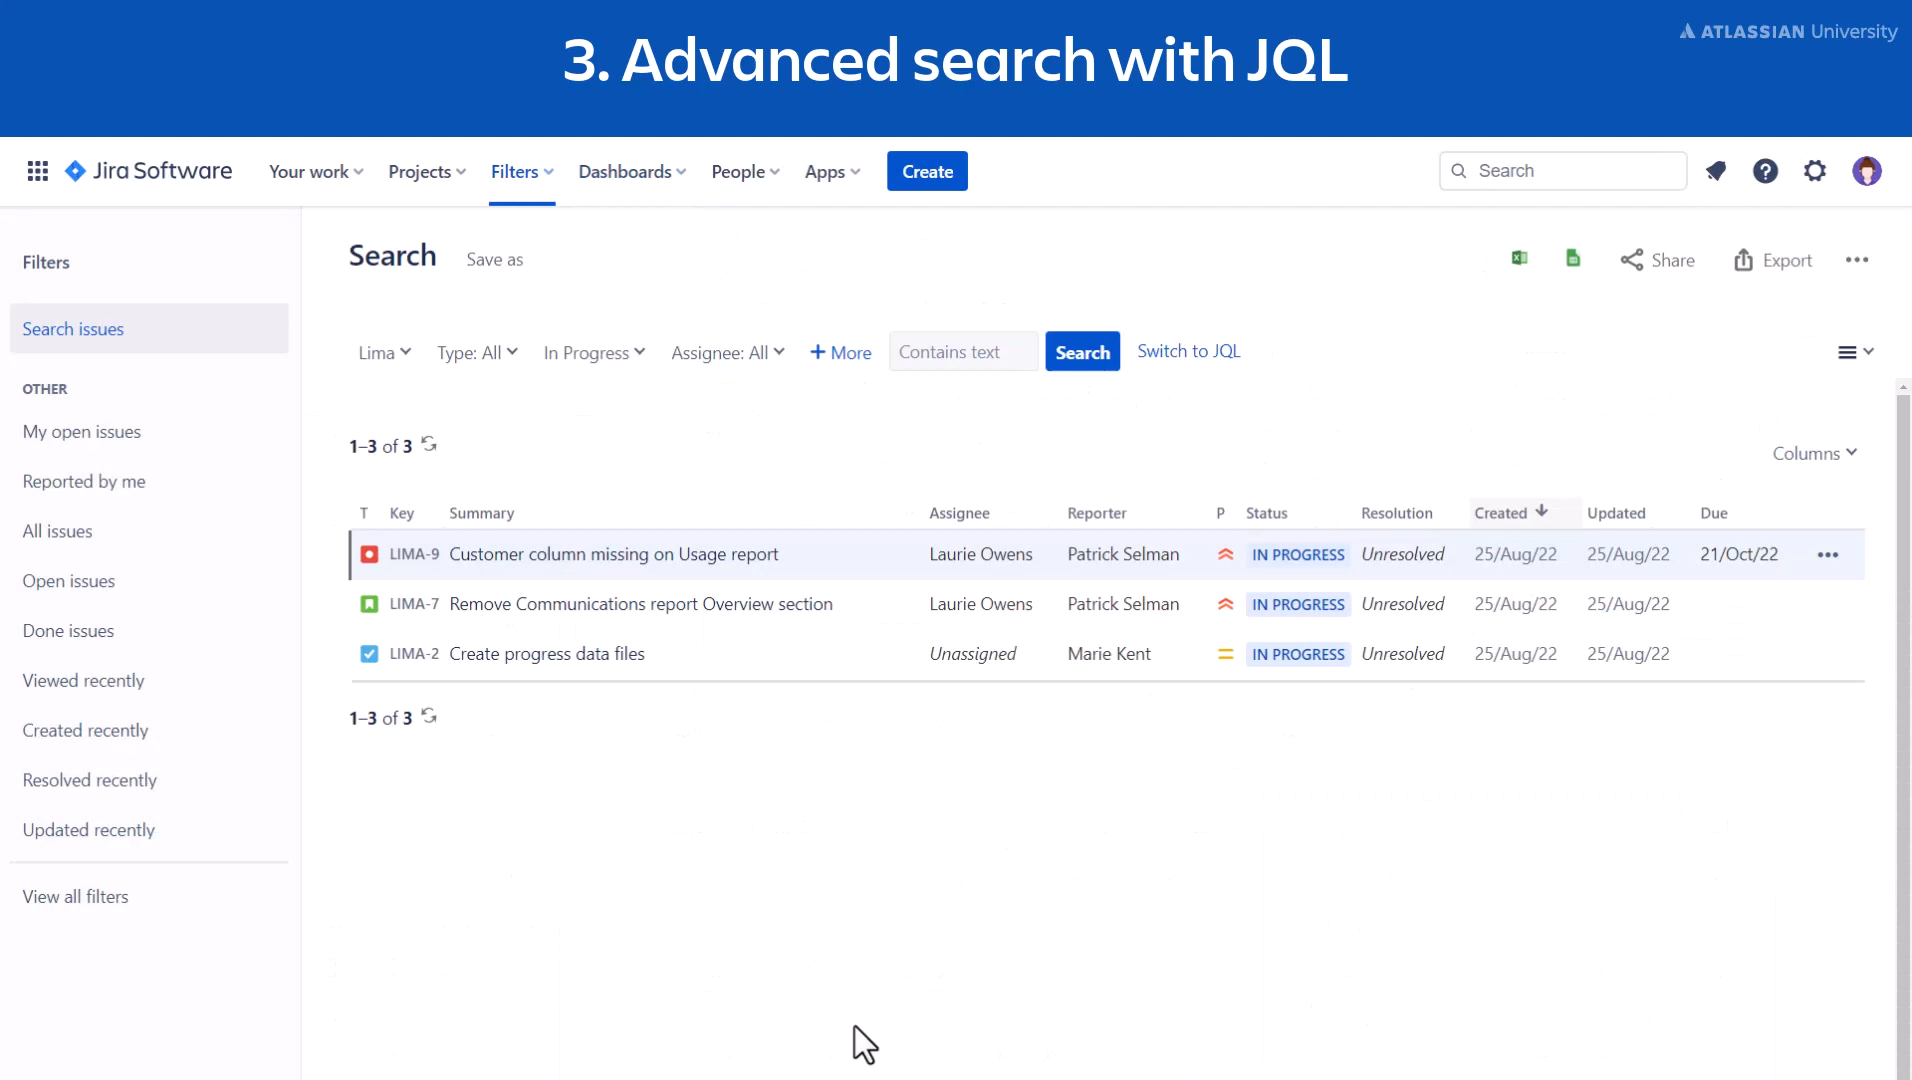 3. Advanced search with JQL
ATLASSIAN University
Jira Software
Your work
Projects
Filters
Dashboards
People
Apps
Create
Search
Filters
Search issues
OTHER
My open issues
Reported by me
All issues
Open issues
Done issues
Viewed recently
Created recently
Resolved recently
Updated recently
View all filters
Search Save as
Share
Export
Lima
Type: All
In Progress
Assignee: All
+ More
Contains text
Search
Switch to JQL
1–3 of 3
Columns
T Key Summary Assignee Reporter P Status Resolution Created Updated Due
LIMA-9 Customer column missing on Usage report Laurie Owens Patrick Selman IN PROGRESS Unresolved 25/Aug/22 25/Aug/22 21/Oct/22
LIMA-7 Remove Communications report Overview section Laurie Owens Patrick Selman IN PROGRESS Unresolved 25/Aug/22 25/Aug/22
LIMA-2 Create progress data files Unassigned Marie Kent IN PROGRESS Unresolved 25/Aug/22 25/Aug/22
1–3 of 3